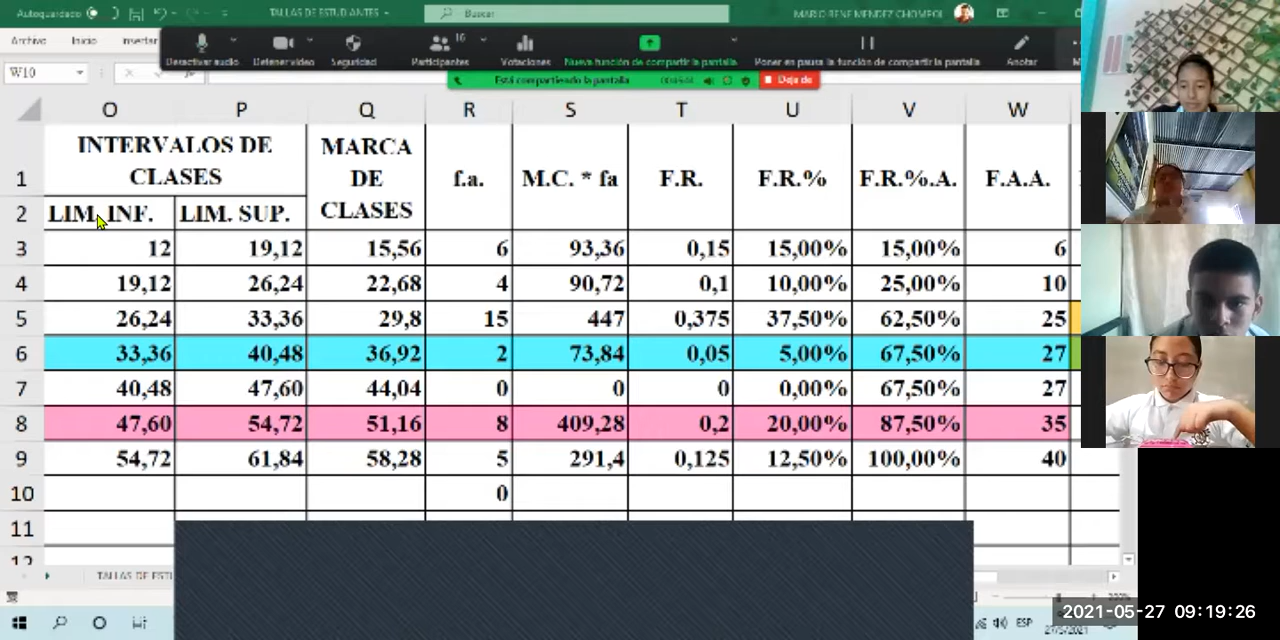 Autoguardado TALLAS DE ESTUDIANTES Buscar MARIO RENE MENDEZ CHOMPOL
Archivo Inicio Insertar
16
Desactivar audio Detener video Seguridad Participantes Votaciones Nueva función de compartir la pantalla Poner en pausa la función de compartir la pantalla Anotar
W10 Está compartiendo la pantalla Deja de
O P Q R S T U V W
1 INTERVALOS DE CLASES MARCA DE CLASES f.a. M.C. * fa F.R. F.R.% F.R.%.A. F.A.A.
2 LIM. INF. LIM. SUP.
3 12 19,12 15,56 6 93,36 0,15 15,00% 15,00% 6
4 19,12 26,24 22,68 4 90,72 0,1 10,00% 25,00% 10
5 26,24 33,36 29,8 15 447 0,375 37,50% 62,50% 25
6 33,36 40,48 36,92 2 73,84 0,05 5,00% 67,50% 27
7 40,48 47,60 44,04 0 0 0 0,00% 67,50% 27
8 47,60 54,72 51,16 8 409,28 0,2 20,00% 87,50% 35
9 54,72 61,84 58,28 5 291,4 0,125 12,50% 100,00% 40
10 0
11
12
TALLAS DE ESTU
ESP
2021-05-27 09:19:26